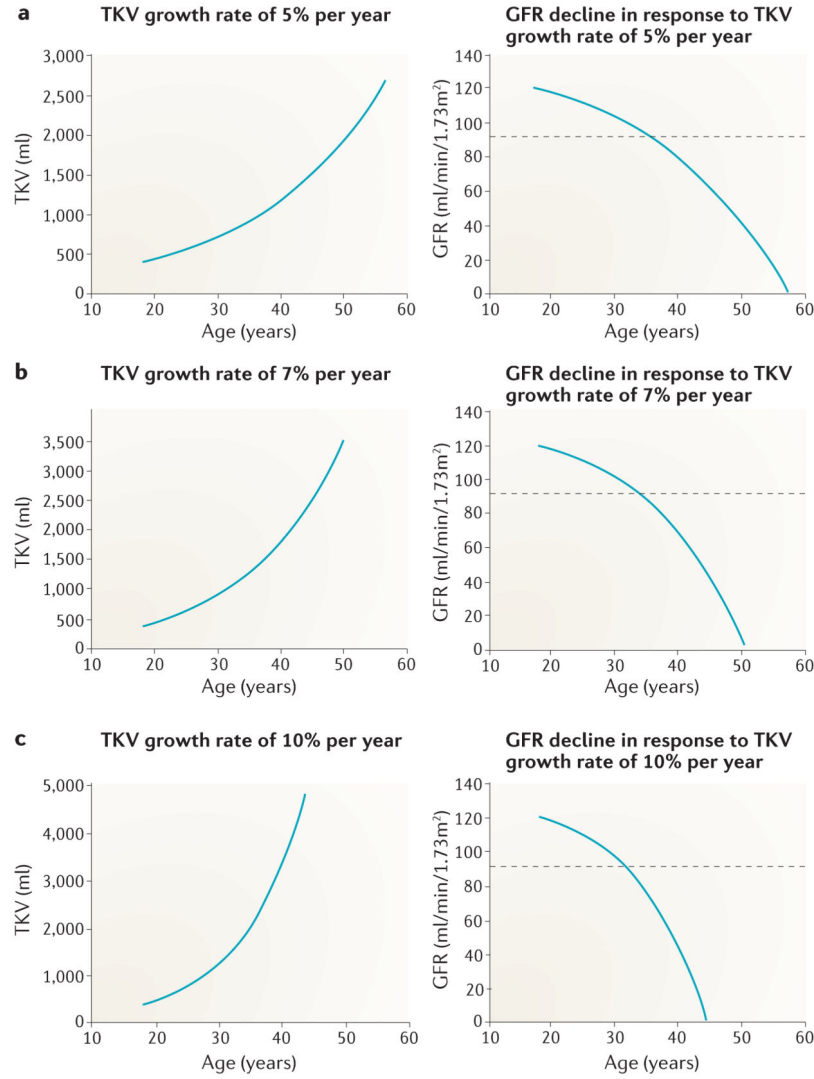 a
TKV growth rate of 5% per year
3,000
2,500
2,000
1,500
1,000
500
0
TKV (ml)
10 20 30 40 50 60
Age (years)
GFR decline in response to TKV
growth rate of 5% per year
140
120
100
80
60
40
20
0
GFR (ml/min/1.73m²)
10 20 30 40 50 60
Age (years)
b
TKV growth rate of 7% per year
3,500
3,000
2,500
2,000
1,500
1,000
500
0
TKV (ml)
10 20 30 40 50 60
Age (years)
GFR decline in response to TKV
growth rate of 7% per year
140
120
100
80
60
40
20
0
GFR (ml/min/1.73m²)
10 20 30 40 50 60
Age (years)
c
TKV growth rate of 10% per year
5,000
4,000
3,000
2,000
1,000
0
TKV (ml)
10 20 30 40 50 60
Age (years)
GFR decline in response to TKV
growth rate of 10% per year
140
120
100
80
60
40
20
0
GFR (ml/min/1.73m²)
10 20 30 40 50 60
Age (years)